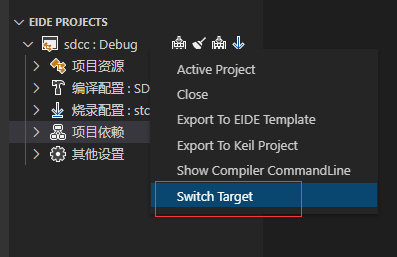 EIDE PROJECTS
sdcc : Debug
项目资源
编译配置 : SD
烧录配置 : stc
项目依赖
其他设置
Active Project
Close
Export To EIDE Template
Export To Keil Project
Show Compiler CommandLine
Switch Target